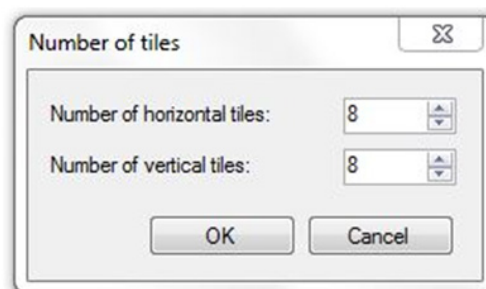 Number of tiles
Number of horizontal tiles: 8
Number of vertical tiles: 8
OK Cancel